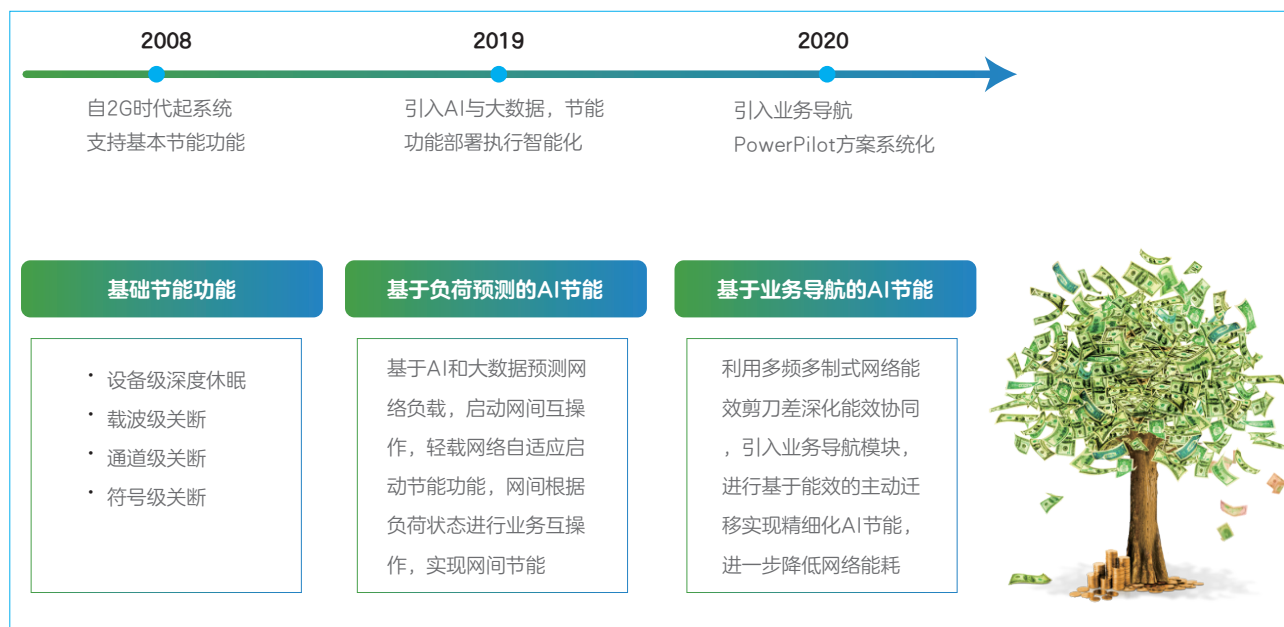 2008
2019
2020
自2G时代起系统
支持基本节能功能
引入AI与大数据，节能
功能部署执行智能化
引入业务导航
PowerPilot方案系统化
基础节能功能
· 设备级深度休眠
· 载波级关断
· 通道级关断
· 符号级关断
基于负荷预测的AI节能
基于AI和大数据预测网
络负载，启动网间互操
作，轻载网络自适应启
动节能功能，网间根据
负荷状态进行业务互操
作，实现网间节能
基于业务导航的AI节能
利用多频多制式网络能
效剪刀差深化能效协同
，引入业务导航模块，
进行基于能效的主动迁
移实现精细化AI节能，
进一步降低网络能耗